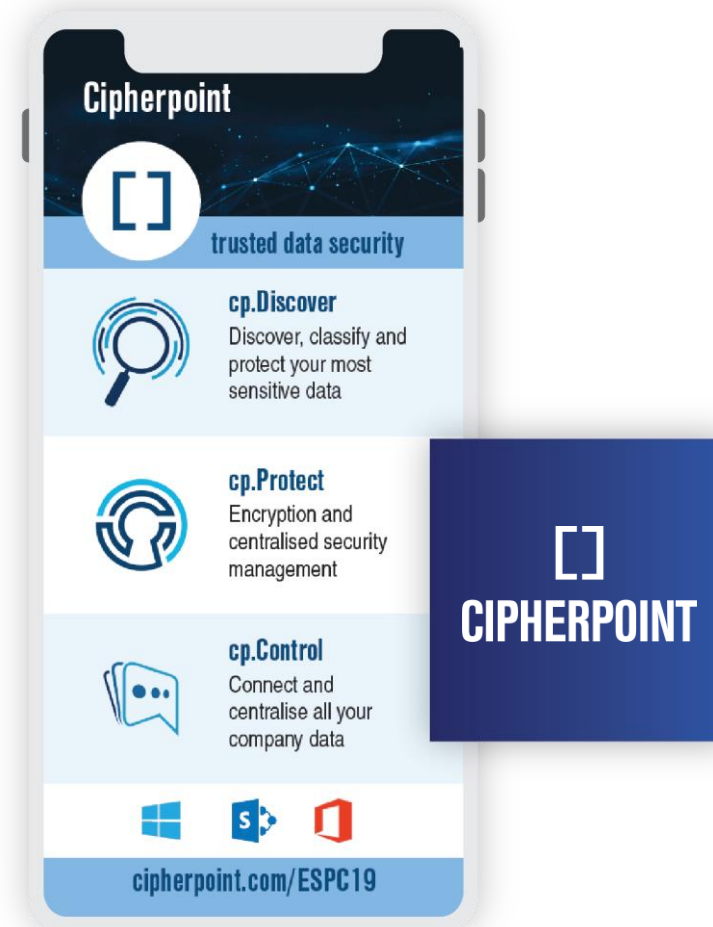 Cipherpoint
trusted data security
cp.Discover
Discover, classify and
protect your most
sensitive data
cp.Protect
Encryption and
centralised security
management
cp.Control
Connect and
centralise all your
company data
S
cipherpoint.com/ESPC19
[]
CIPHERPOINT